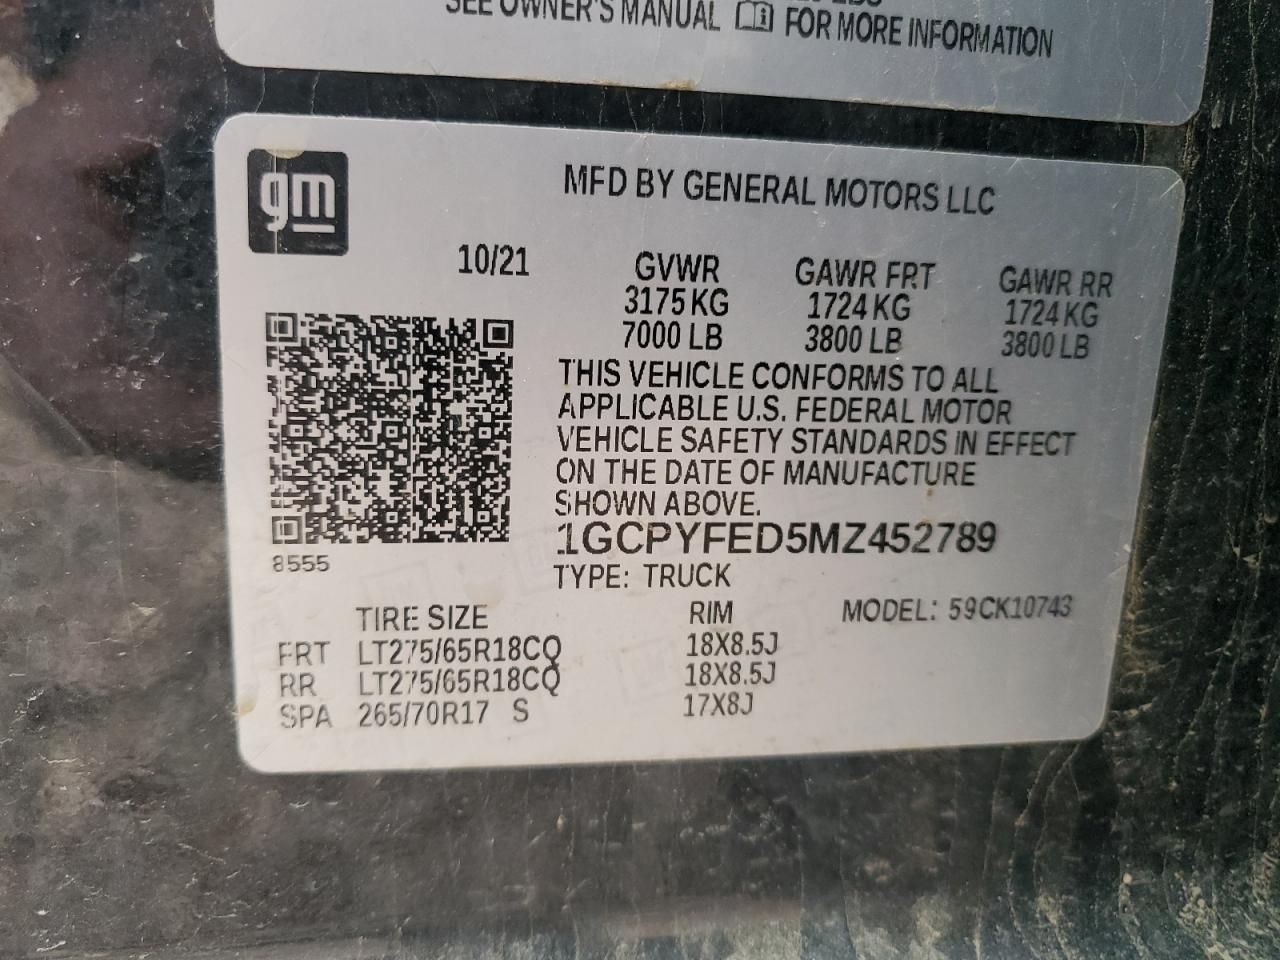 SEE OWNER'S MANUAL FOR MORE INFORMATION
gm
MFD BY GENERAL MOTORS LLC
10/21 GVWR GAWR FRT GAWR RR
3175 KG 1724 KG 1724 KG
7000 LB 3800 LB 3800 LB
THIS VEHICLE CONFORMS TO ALL
APPLICABLE U.S. FEDERAL MOTOR
VEHICLE SAFETY STANDARDS IN EFFECT
ON THE DATE OF MANUFACTURE
SHOWN ABOVE.
1GCPYFED5MZ452789
8555
TYPE: TRUCK
TIRE SIZE RIM MODEL: 59CK10743
FRT LT275/65R18CQ 18X8.5J
RR LT275/65R18CQ 18X8.5J
SPA 265/70R17 S 17X8J